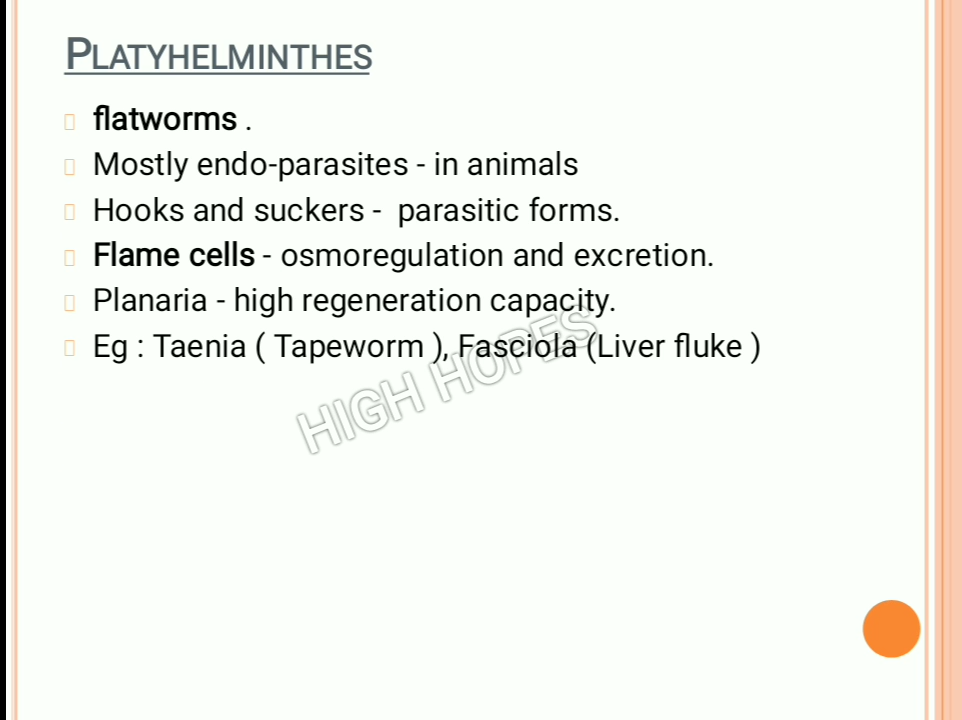 PLATYHELMINTHES
flatworms .
Mostly endo-parasites - in animals
Hooks and suckers -  parasitic forms.
Flame cells - osmoregulation and excretion.
Planaria - high regeneration capacity.
Eg : Taenia ( Tapeworm ), Fasciola (Liver fluke )
HIGH HOPES